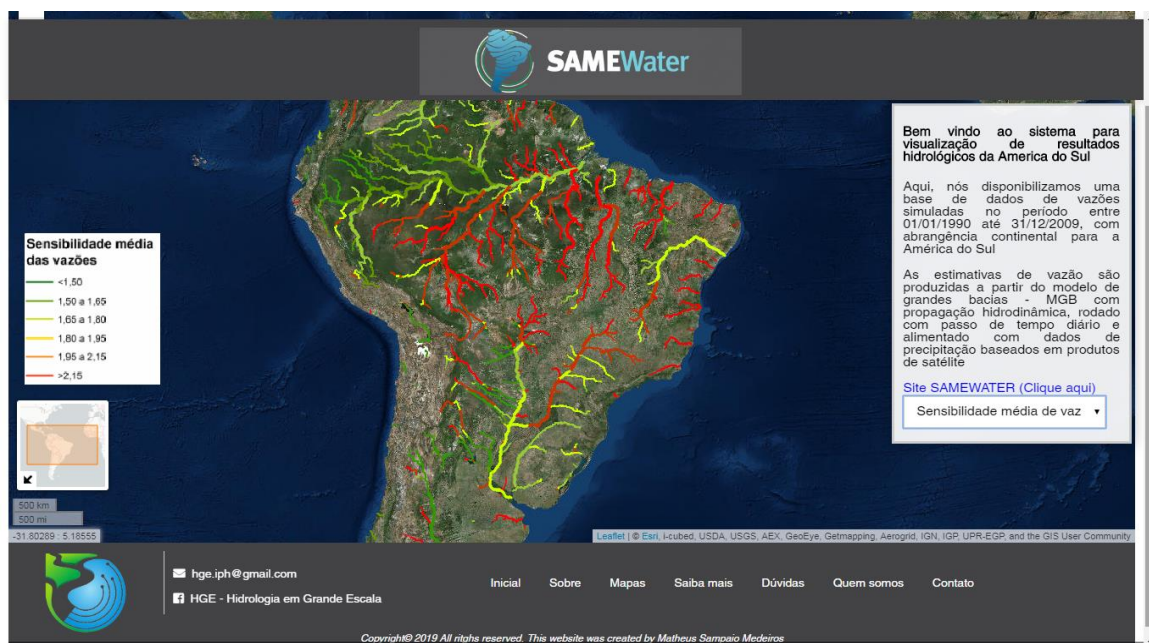 SAMEWater
Bem vindo ao sistema para
visualização de resultados
hidrológicos da America do Sul
Aqui, nós disponibilizamos uma
base de dados de vazões
simuladas no período entre
01/01/1990 até 31/12/2009, com
abrangência continental para a
América do Sul
As estimativas de vazão são
produzidas a partir do modelo de
grandes bacias - MGB com
propagação hidrodinâmica, rodado
com passo de tempo diário e
alimentado com dados de
precipitação baseados em produtos
de satélite
Site SAMEWATER (Clique aqui)
Sensibilidade média de vaz
Sensibilidade média
das vazões
<1,50
1,50 a 1,65
1,65 a 1,80
1,80 a 1,95
1,95 a 2,15
>2,15
500 km
500 mi
-31.80289 : 5.18555
Leaflet | © Esri, i-cubed, USDA, USGS, AEX, GeoEye, Getmapping, Aerogrid, IGN, IGP, UPR-EGP, and the GIS User Community
hge.iph@gmail.com
HGE - Hidrologia em Grande Escala
Inicial Sobre Mapas Saiba mais Dúvidas Quem somos Contato
Copyright© 2019 All ritghs reserved. This website was created by Matheus Sampaio Medeiros